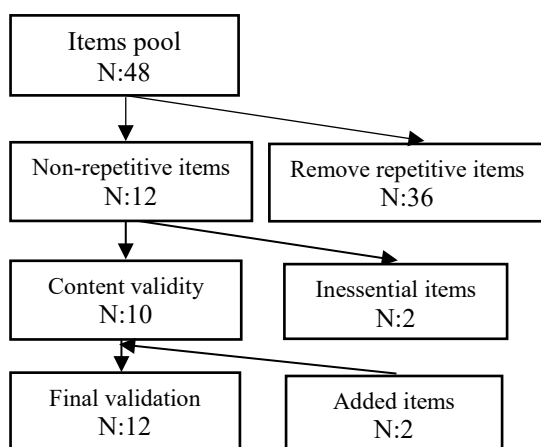 Items pool
N:48
Non-repetitive items
N:12
Remove repetitive items
N:36
Content validity
N:10
Inessential items
N:2
Final validation
N:12
Added items
N:2